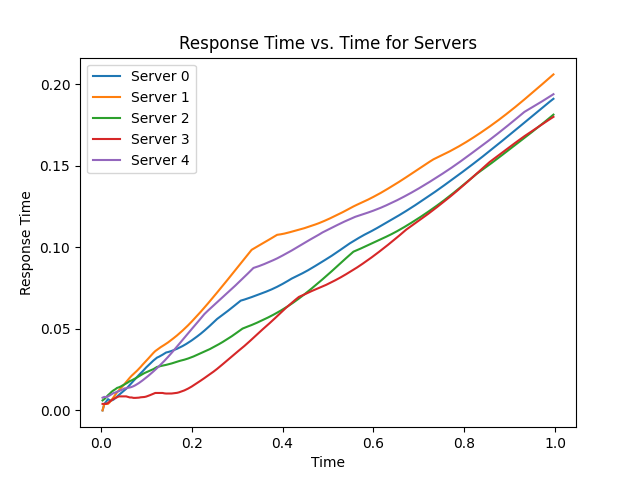 Response Time vs. Time for Servers
Server 0
Server 1
Server 2
Server 3
Server 4
Response Time
0.20
0.15
0.10
0.05
0.00
0.0 0.2 0.4 0.6 0.8 1.0
Time